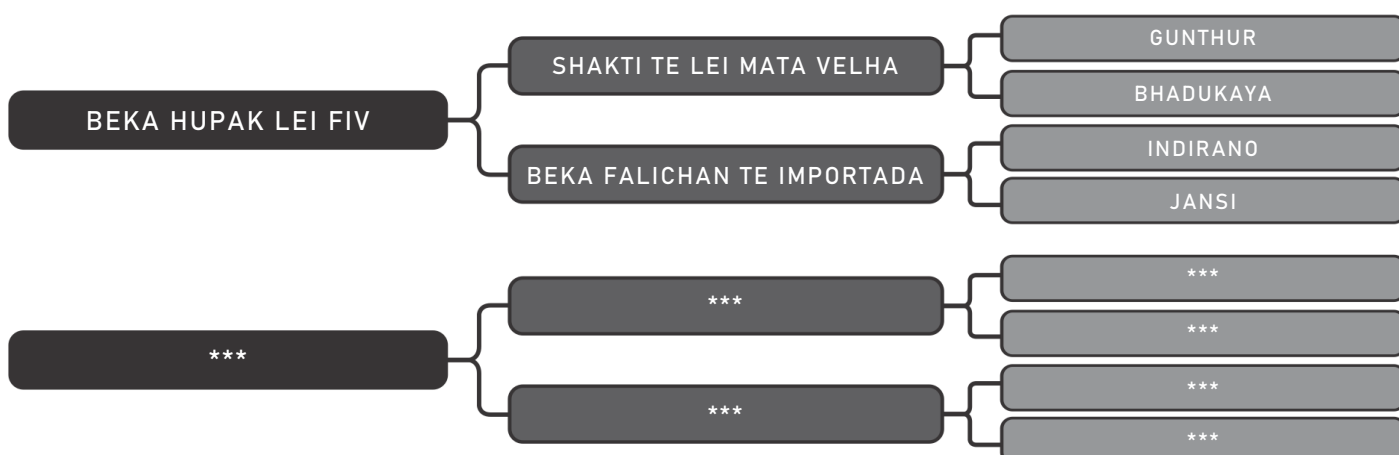 BEKA HUPAK LEI FIV
SHAKTI TE LEI MATA VELHA
GUNTHUR
BHADUKAYA
BEKA FALICHAN TE IMPORTADA
INDIRANO
JANSI
***
***
***
***
***
***
***